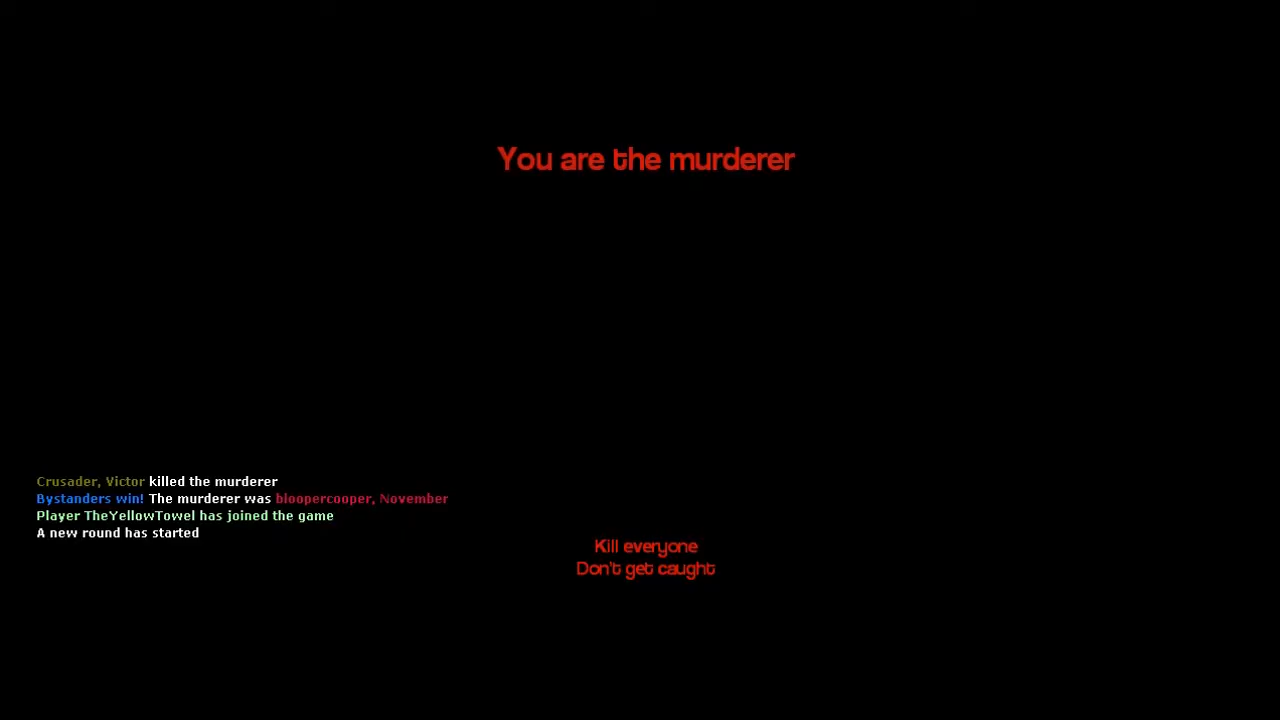 You are the murderer
Crusader, Victor killed the murderer
Bystanders win! The murderer was bloopercooper, November
Player TheYellowTowel has joined the game
A new round has started
Kill everyone
Don't get caught